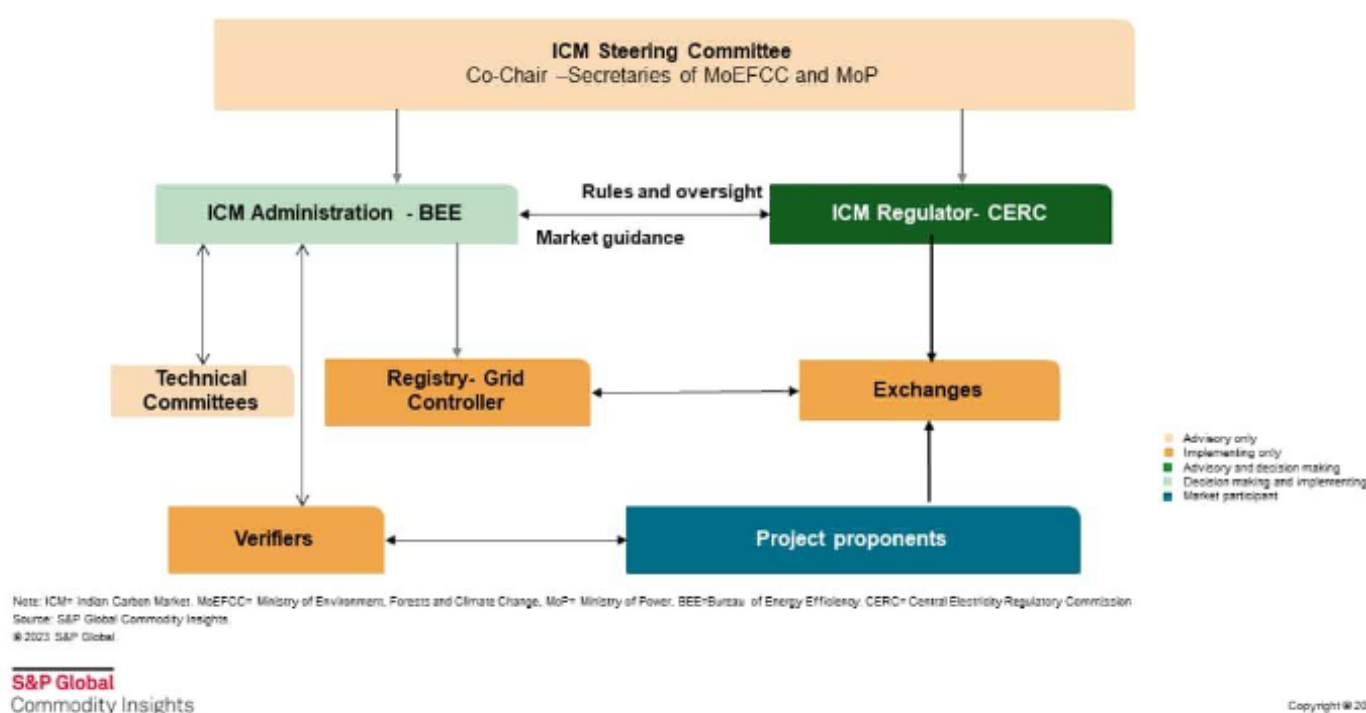 ICM Steering Committee
Co-Chair –Secretaries of MoEFCC and MoP
ICM Administration - BEE
Rules and oversight
Market guidance
ICM Regulator- CERC
Technical
Committees
Registry- Grid
Controller
Exchanges
Advisory only
Implementing only
Advisory and decision making
Decision making and implementing
Market participant
Verifiers
Project proponents
Note: ICM= Indian Carbon Market. MoEFCC= Ministry of Environment, Forests and Climate Change, MoP= Ministry of Power, BEE=Bureau of Energy Efficiency. CERC= Central Electricity Regulatory Commission
Source: S&P Global Commodity Insights.
© 2023 S&P Global.
S&P Global
Commodity Insights
Copyright © 20